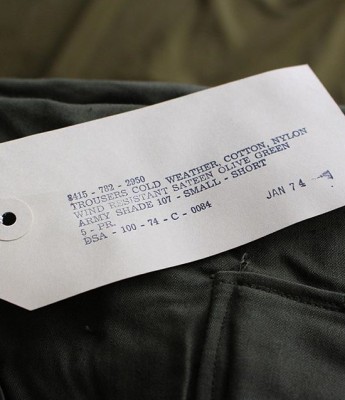 8415 - 782 - 2950
TROUSERS COLD WEATHER, COTTON, NYLON
WIND RESISTANT SATEEN OLIVE GREEN
ARMY SHADE 107 - SMALL - SHORT
5 - PR.
DSA - 100 - 74 - C - 0084
JAN 74